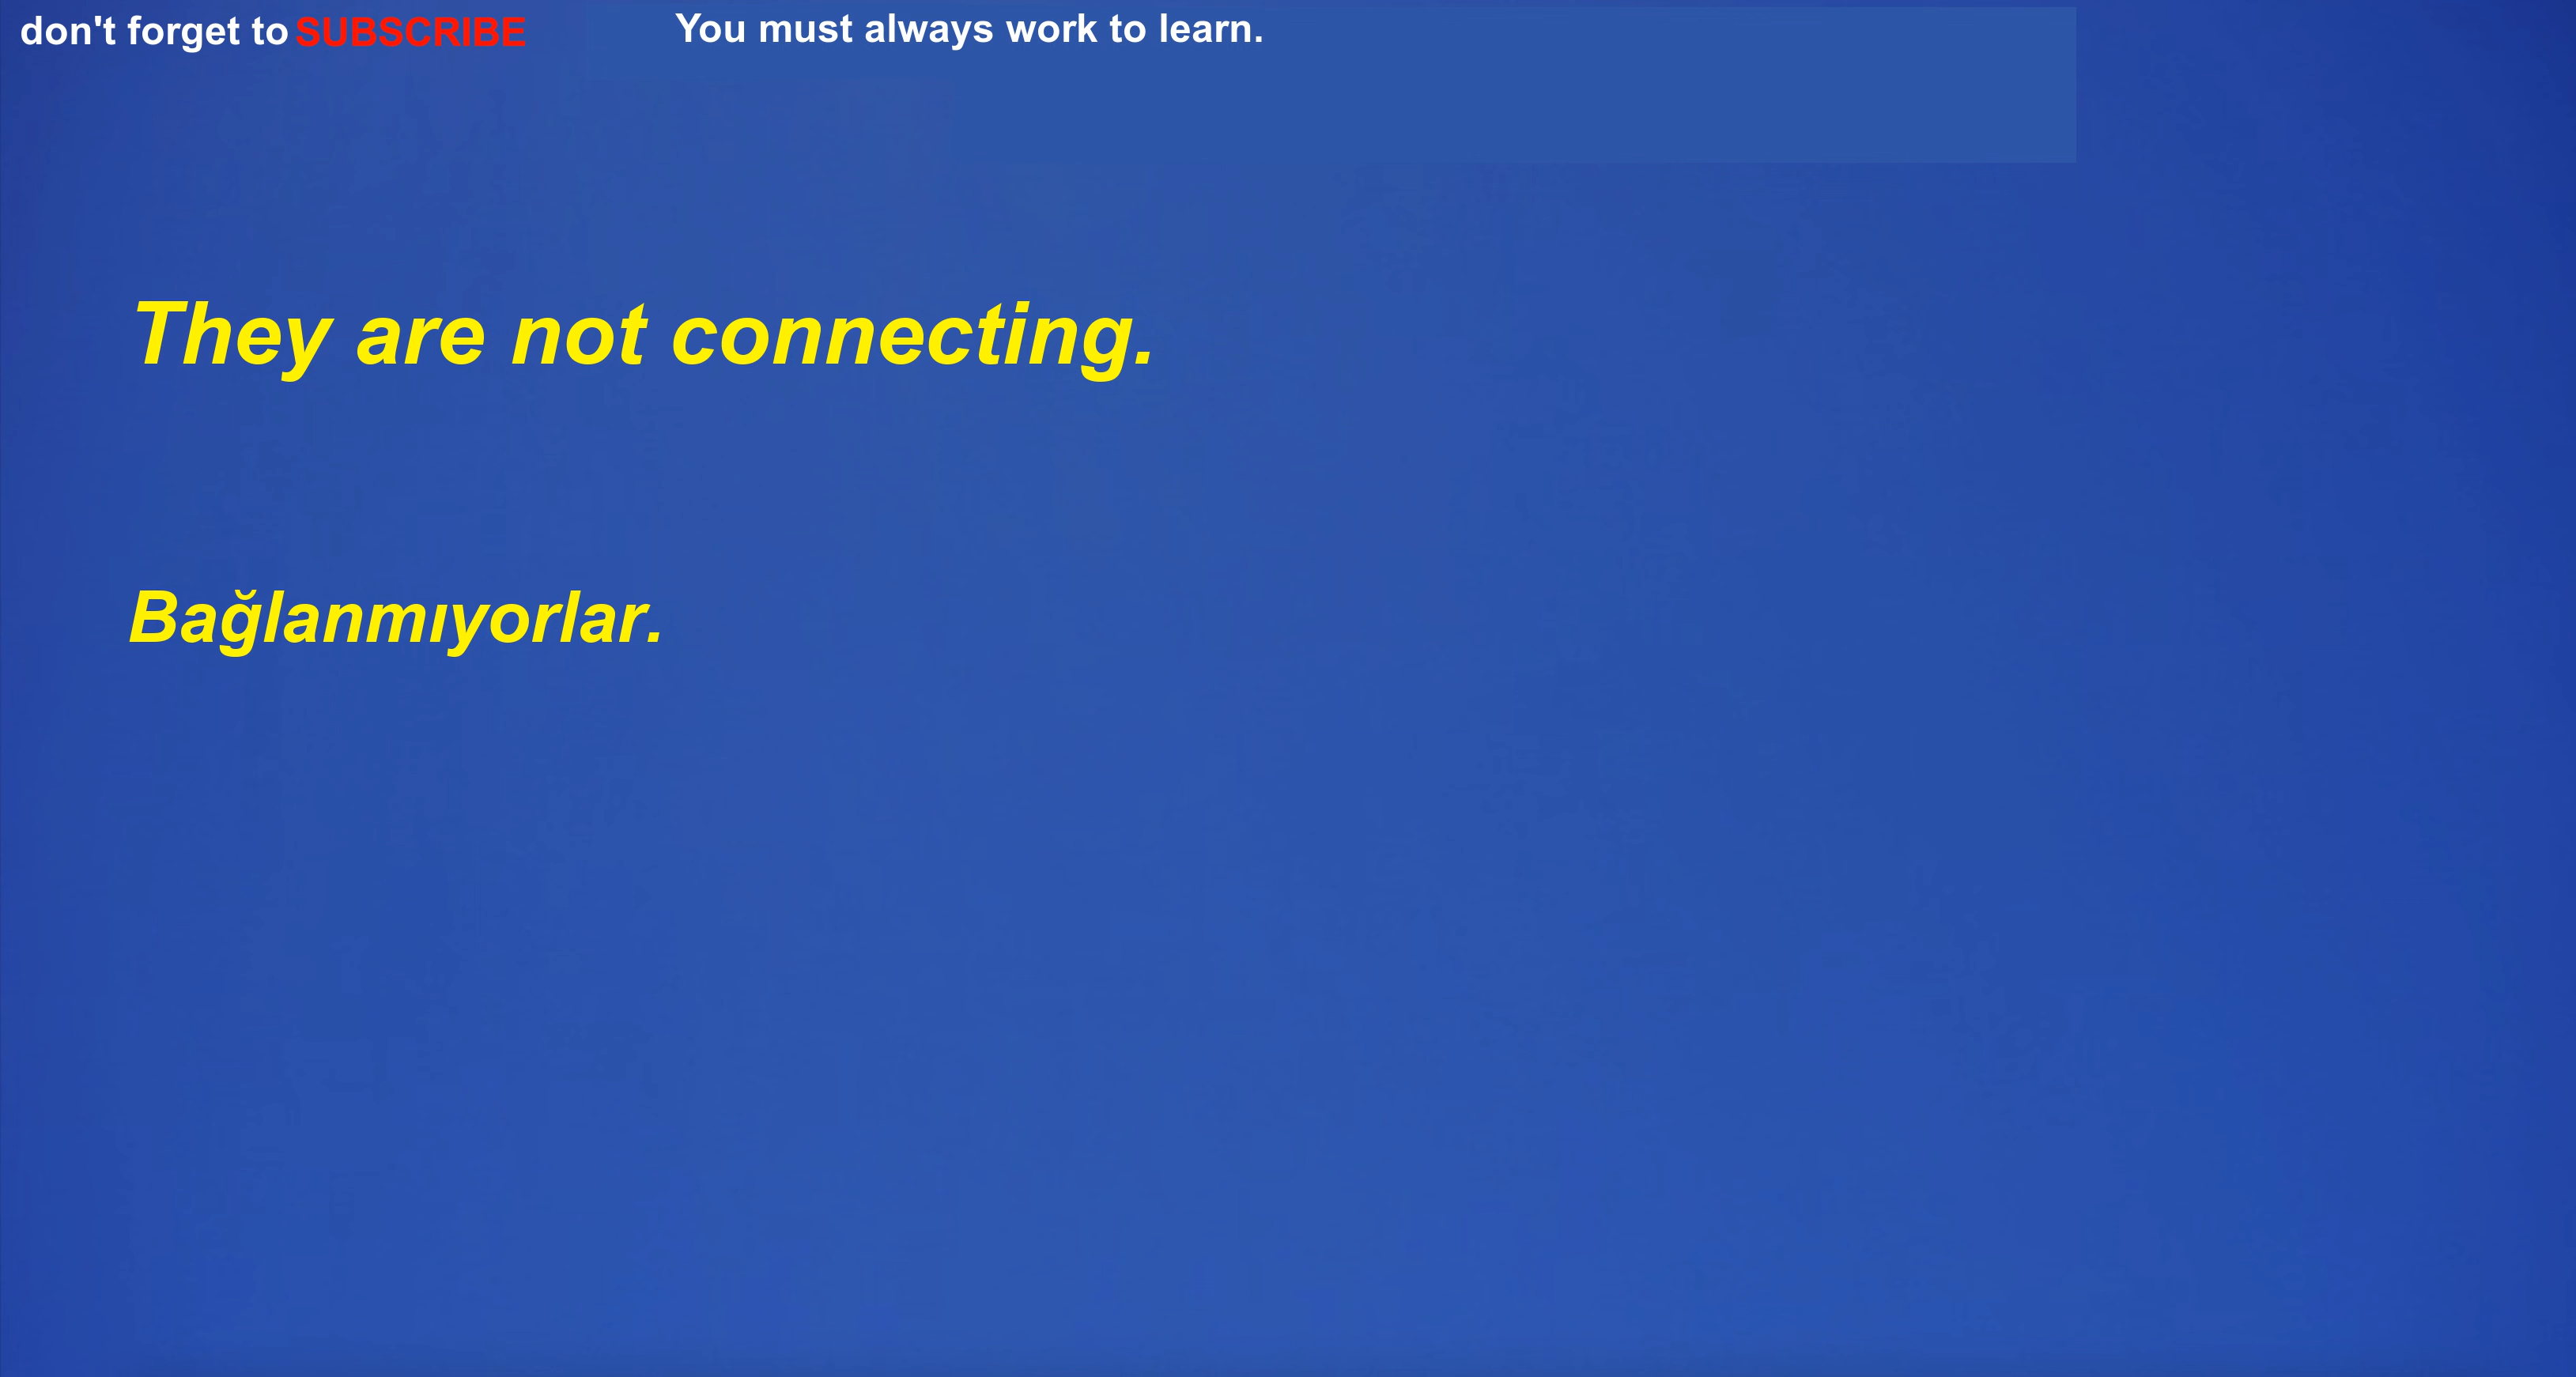 don't forget to SUBSCRIBE You must always work to learn.
They are not connecting.
Bağlanmıyorlar.